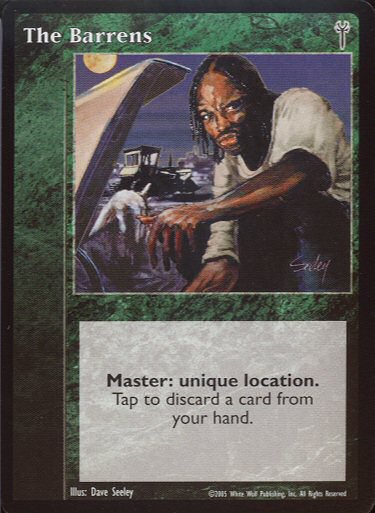 The Barrens
Seeley
Master: unique location.
Tap to discard a card from
your hand.
Illus: Dave Seeley
©2005 White Wolf Publishing, Inc. All Rights Reserved.